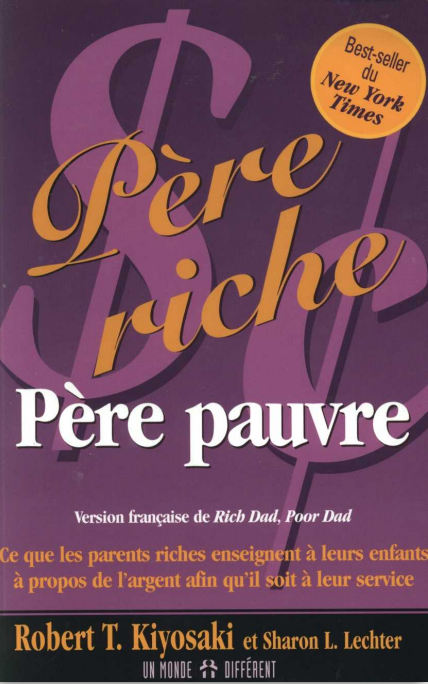 Best-seller
du
New York
Times
Père
riche
Père pauvre
Version française de Rich Dad, Poor Dad
Ce que les parents riches enseignent à leurs enfants
à propos de l'argent afin qu'il soit à leur service
Robert T. Kiyosaki et Sharon L. Lechter
UN MONDE DIFFÉRENT